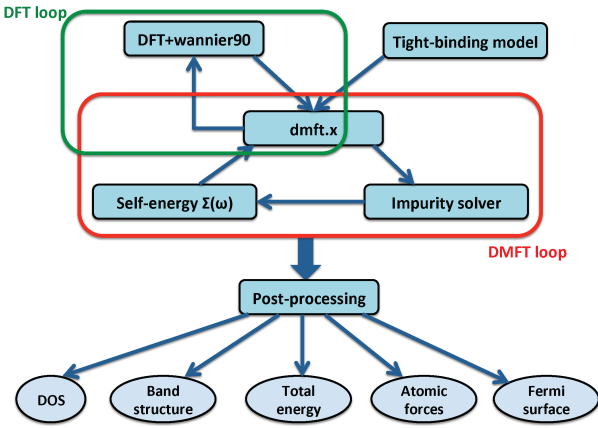 DFT loop
DFT+wannier90
Tight-binding model
dmft.x
Self-energy Σ(ω)
Impurity solver
DMFT loop
Post-processing
DOS
Band
structure
Total
energy
Atomic
forces
Fermi
surface